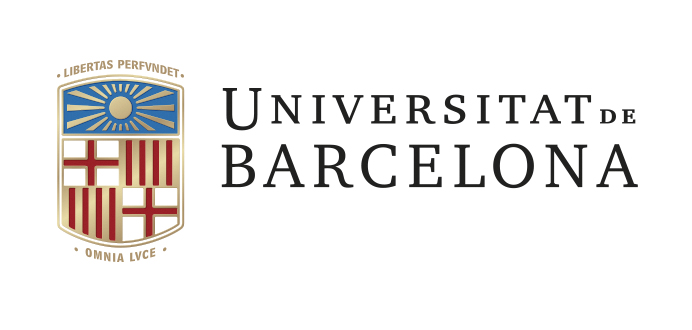 · LIBERTAS PERFVNDET ·
UNIVERSITAT DE
BARCELONA
· OMNIA LVCE ·